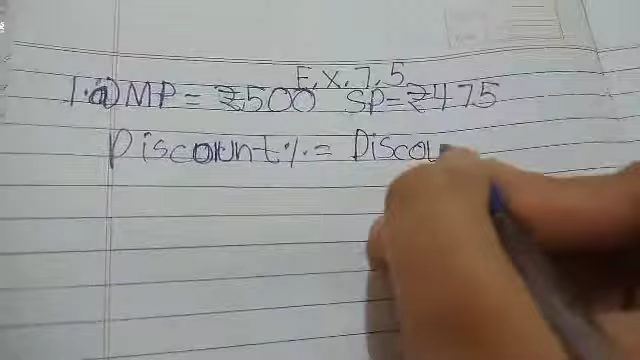 Ex. 7.5
1. a) MP = ₹500 SP = ₹475
Discount % = Discou